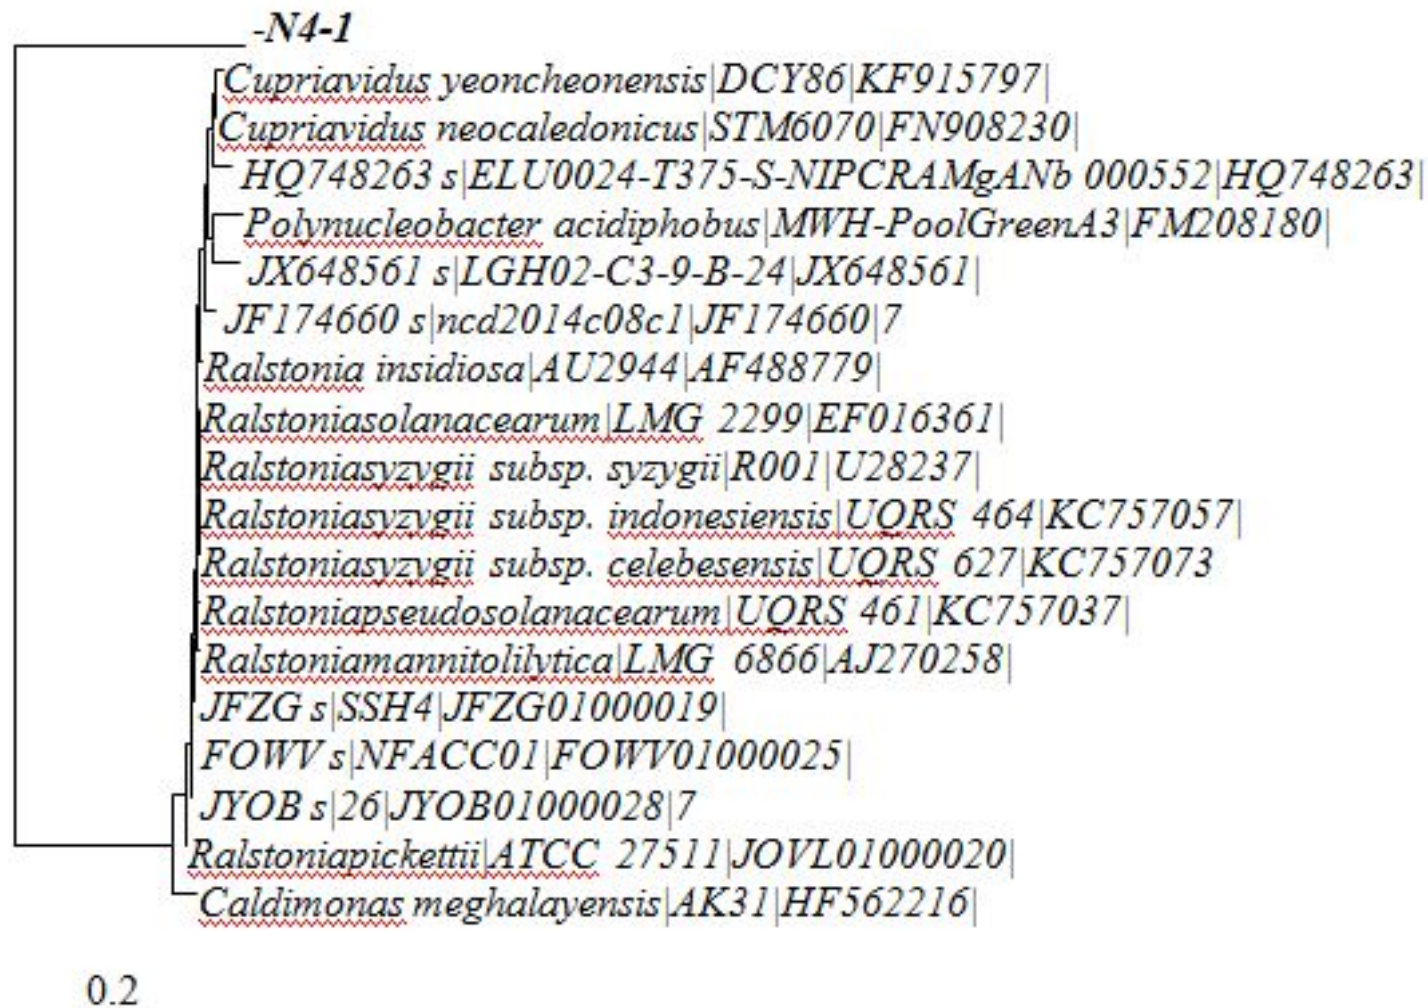 -N4-1
Cupriavidus yeoncheonensis|DCY86|KF915797|
Cupriavidus neocaledonicus|STM6070|FN908230|
HQ748263 s|ELU0024-T375-S-NIPCRAMgANb 000552|HQ748263|
Polynucleobacter acidiphobus|MWH-PoolGreenA3|FM208180|
JX648561 s|LGH02-C3-9-B-24|JX648561|
JF174660 s|ncd2014c08c1|JF174660|7
Ralstonia insidiosa|AU2944|AF488779|
Ralstoniasolanacearum|LMG 2299|EF016361|
Ralstoniasyzygii subsp. syzygii|R001|U28237|
Ralstoniasyzygii subsp. indonesiensis|UQRS 464|KC757057|
Ralstoniasyzygii subsp. celebesensis|UQRS 627|KC757073
Ralstoniapseudosolanacearum|UQRS 461|KC757037|
Ralstoniamannitolilytica|LMG 6866|AJ270258|
JFZG s|SSH4|JFZG01000019|
FOWV s|NFACC01|FOWV01000025|
JYOB s|26|JYOB01000028|7
Ralstoniapickettii|ATCC 27511|JOVL01000020|
Caldimonas meghalayensis|AK31|HF562216|
0.2